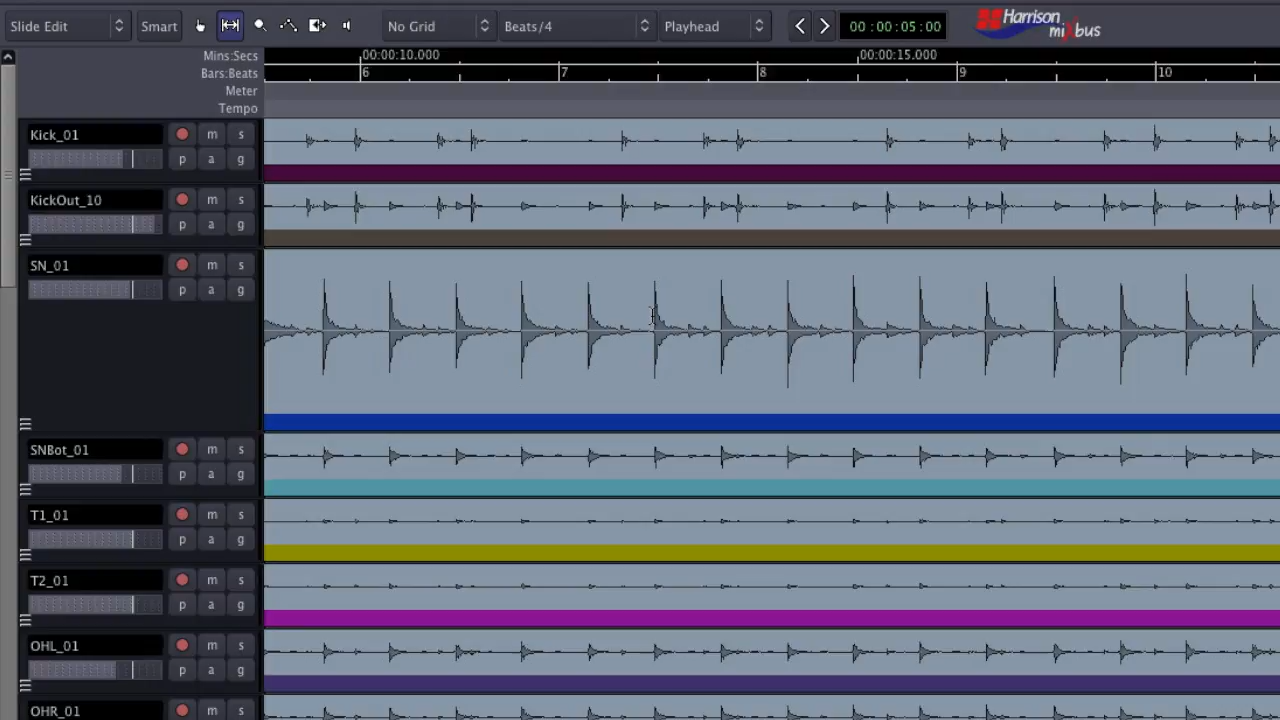 Slide Edit Smart No Grid Beats/4 Playhead 00:00:05:00 Harrison mixbus
Mins:Secs 00:00:10.000 00:00:15.000
Bars:Beats 6 7 8 9 10
Meter
Tempo
Kick_01 m s
p a g
KickOut_10 m s
p a g
SN_01 m s
p a g
SNBot_01 m s
p a g
T1_01 m s
p a g
T2_01 m s
p a g
OHL_01 m s
p a g
OHR_01 m s